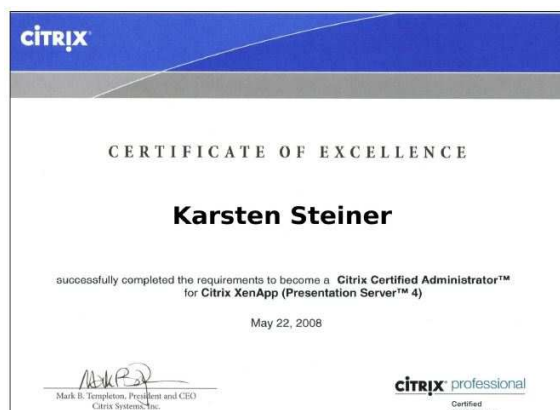 CITRIX
CERTIFICATE OF EXCELLENCE
Karsten Steiner
successfully completed the requirements to become a Citrix Certified Administrator™
for Citrix XenApp (Presentation Server™ 4)
May 22, 2008
Mark B. Templeton, President and CEO
Citrix Systems, Inc.
CITRIX professional
Certified